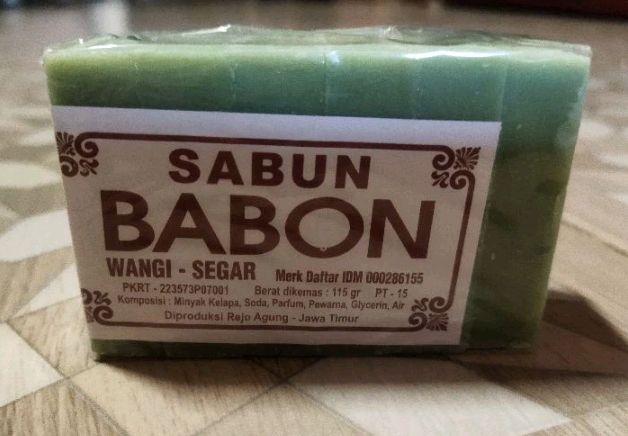 SABUN
BABON
WANGI - SEGAR Merk Daftar IDM 000286155
PKRT - 223573P07001 Berat dikemas : 115 gr PT - 15
Komposisi : Minyak Kelapa, Soda, Parfum, Pewarna, Glycerin, Air
Diproduksi Rejo Agung - Jawa Timur